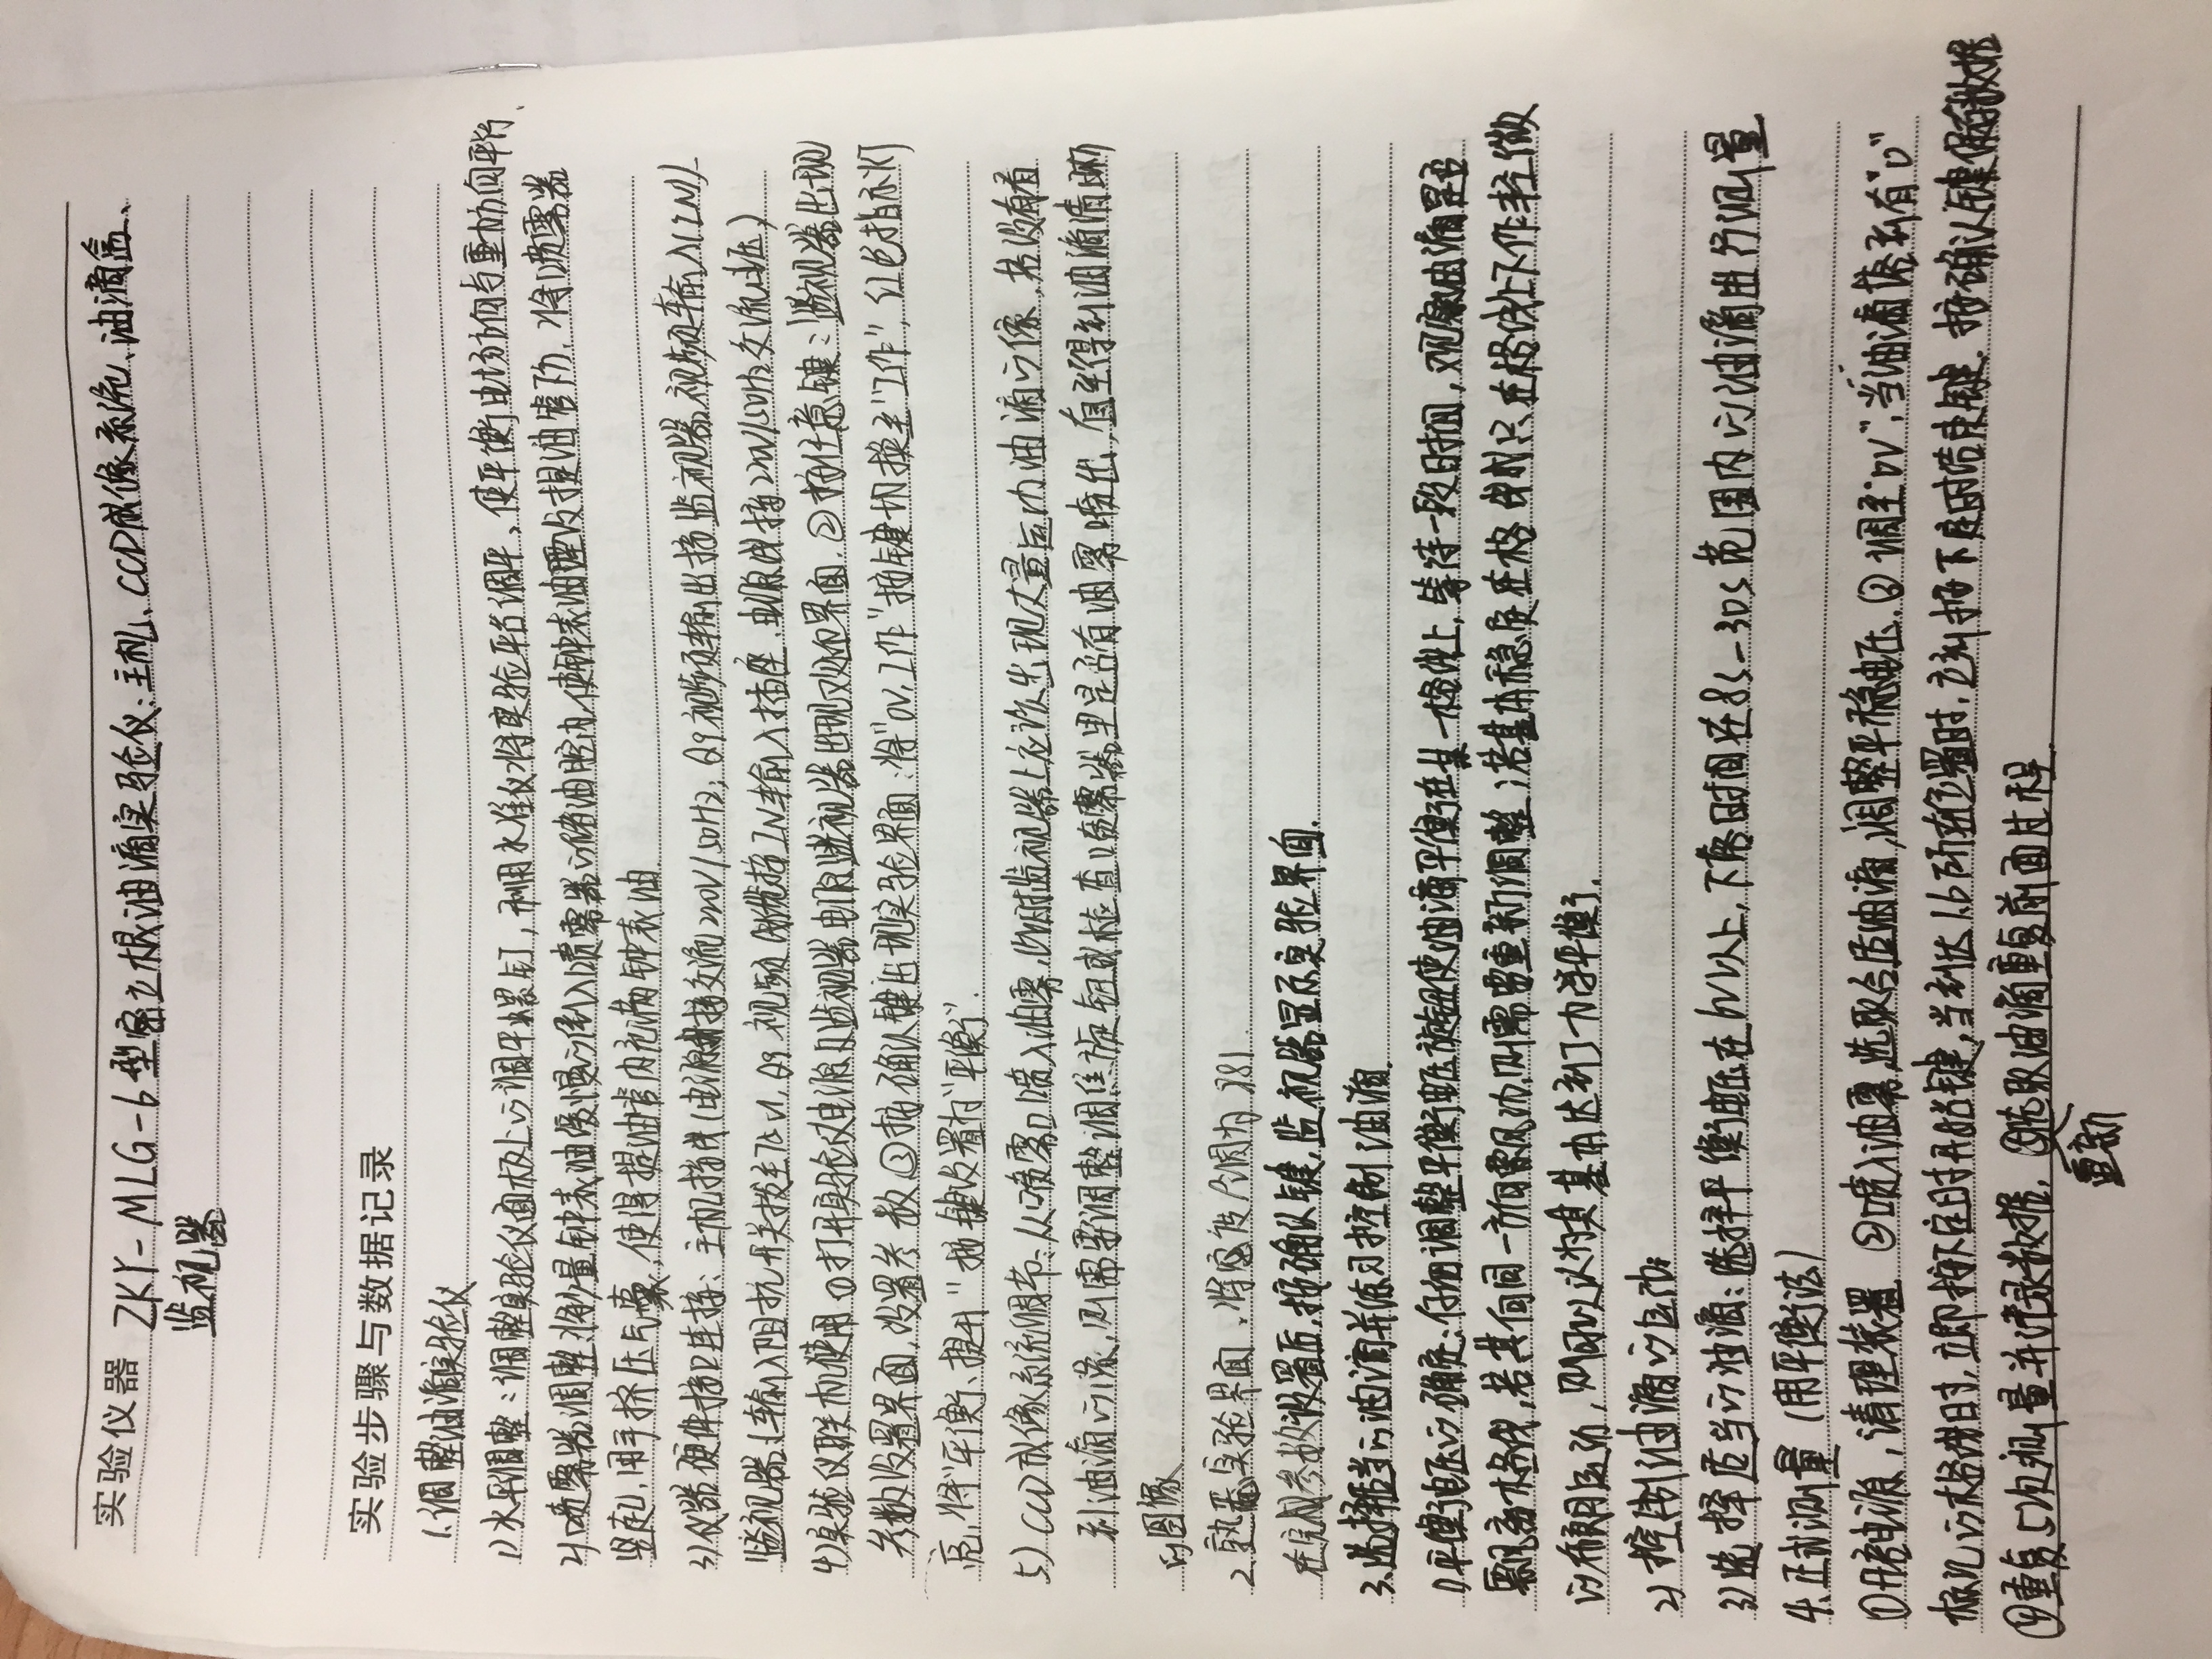 实验仪器 ZKY-MLG-6型密立根油滴实验仪:主机、CCD成像系统、油滴盒、
监视器
实验步骤与数据记录
1.调整油滴实验仪
1)水平调整:调整实验仪面板上的调平螺钉,利用水准仪将实验平台调平,使平衡电场方向与重力方向平行.
2)喷雾器调整:将少量钟表油缓慢的倒入喷雾器的储油腔内,使钟表油湮没提油管下方,将喷雾器
竖起,用手挤压气囊,使得提油管内充满钟表油.
3)仪器硬件接口连接:主机接线(电源线接交流220V/50Hz,Q9视频输出接监视器视频输入(IN))
监视器(输入阻抗开关拨至75Ω,Q9视频线缆接IN输入插座,电源线接220V/50Hz交流电压)
4)实验仪联机使用 ①打开实验仪电源及监视器电源,监视器出现欢迎界面.②按任意键:监视器出现
参数设置界面,设置参数 ③按确认键出现实验界面:将"0V、工作"按键切换至"工作",红色指示灯
亮,将"平衡、提升"按键设置为"平衡".
5)CCD成像系统调节:从喷雾口喷入油雾,此时监视器上应该出现大量运动油滴的像,若没有看
到油滴的像,则需要调整调焦旋钮或检查喷雾器里是否有油雾喷出,直至得到油滴清晰
的图像
2.熟悉实验界面,将密度ρ调为981.
在完成参数设置后,按确认键,监视器显示实验界面.
3.选择适当的油滴并练习控制油滴.
1)平衡电压的确定:仔细调整平衡电压旋钮使油滴平衡在某一格线上,等待一段时间,观察油滴是否
飘离格线,若其向同一方向飘动,则需要重新调整;若基本稳定在格线或只在格线上下作轻微
的布朗运动,则可以认为其基本达到了力学平衡.
2)控制油滴的运动:
3)选择适当的油滴:选择平衡电压在 以上,下落时间在8s-30s范围内的油滴进行测量
4.正式测量(用平衡法)
①开启电源,清理装置 ②喷入油雾,选取合适油滴,调整平稳电压.③调至"0V",当油滴落到有"0"
标记的格线时,立即按下定时开始键,当到达1.6所在位置时,立刻按下定时结束键.按确认键保存数据
④重复5次测量并记录数据,⑤选取油滴重复前面过程.
重新